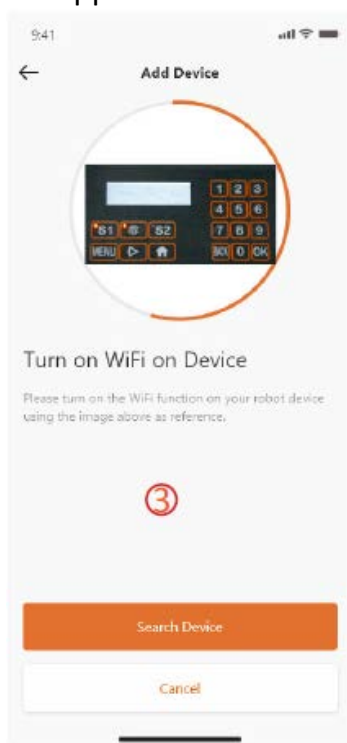 9:41
Add Device
1 2 3
4 5 6
S1 S2 7 8 9
MENU BACK 0 OK
Turn on WiFi on Device
Please turn on the WiFi function on your robot device
using the image above as reference.
③
Search Device
Cancel